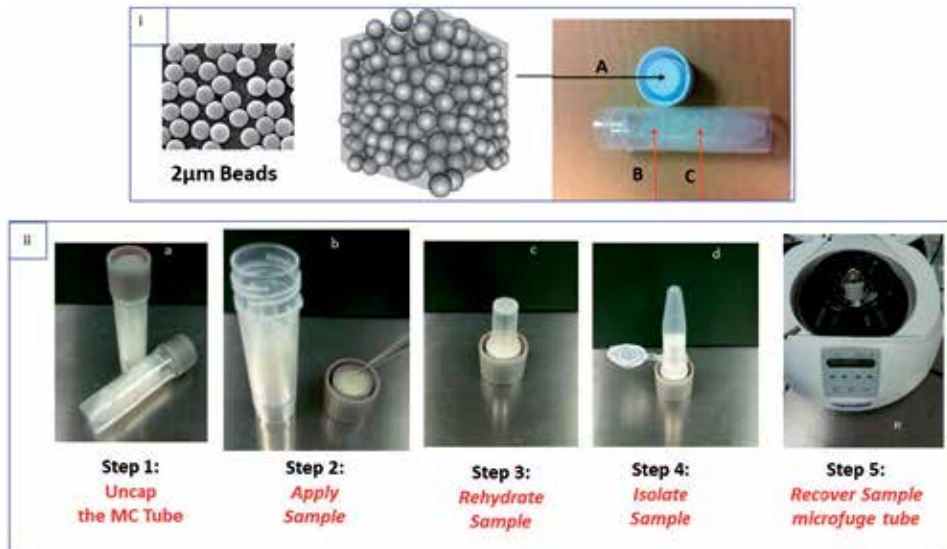 i
A
B
C
2µm Beads
ii
a
b
c
d
Step 1:
Uncap
the MC Tube
Step 2:
Apply
Sample
Step 3:
Rehydrate
Sample
Step 4:
Isolate
Sample
Step 5:
Recover Sample
microfuge tube